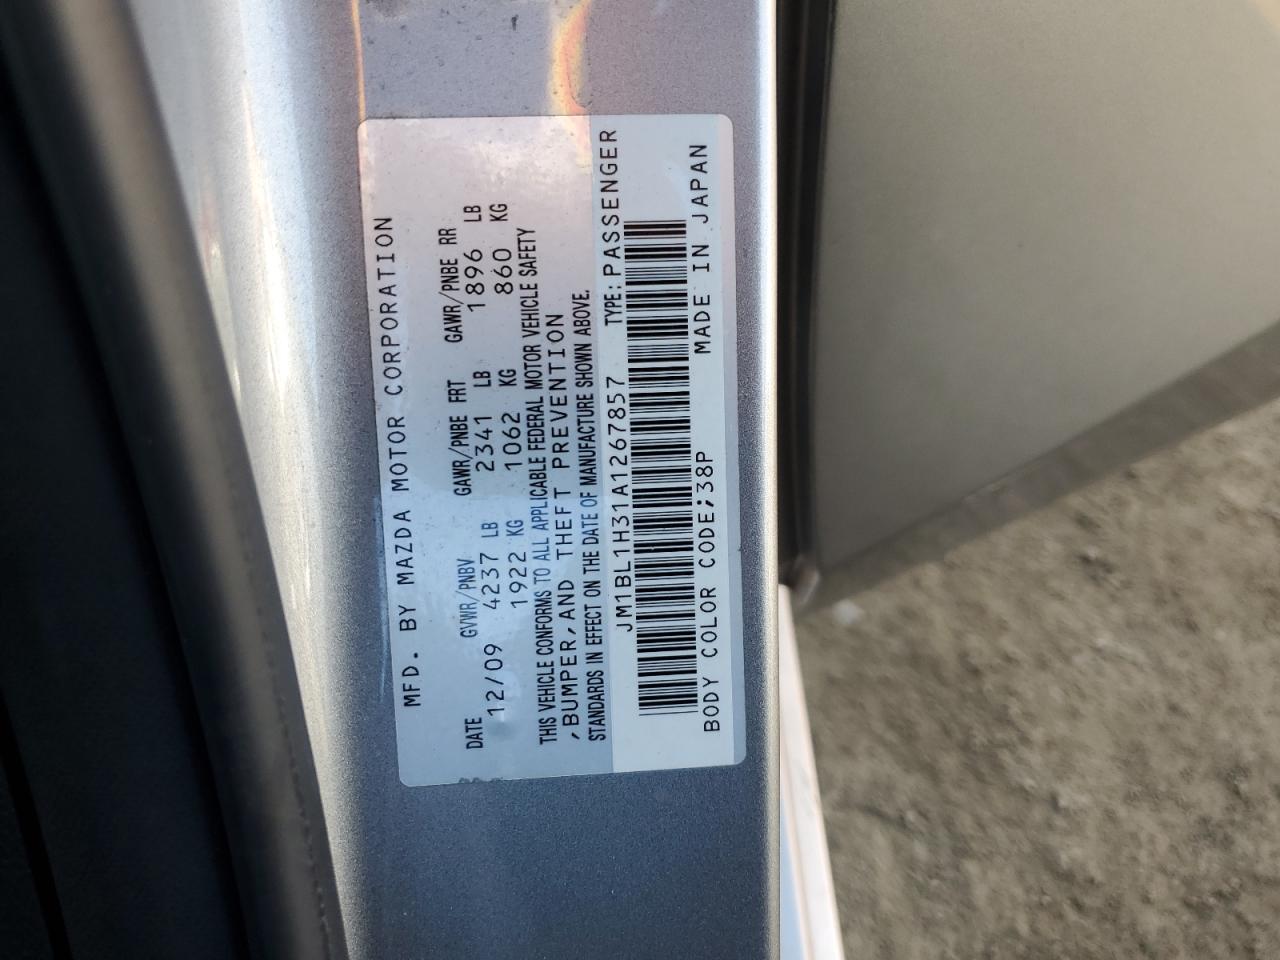 MFD. BY MAZDA MOTOR CORPORATION
DATE GVWR/PNBV GAWR/PNBE FRT GAWR/PNBE RR
12/09 4237 LB 2341 LB 1896 LB
1922 KG 1062 KG 860 KG
THIS VEHICLE CONFORMS TO ALL APPLICABLE FEDERAL MOTOR VEHICLE SAFETY
,BUMPER, AND THEFT PREVENTION
STANDARDS IN EFFECT ON THE DATE OF MANUFACTURE SHOWN ABOVE.
JM1BL1H31A1267857 TYPE: PASSENGER
BODY COLOR CODE;38P MADE IN JAPAN